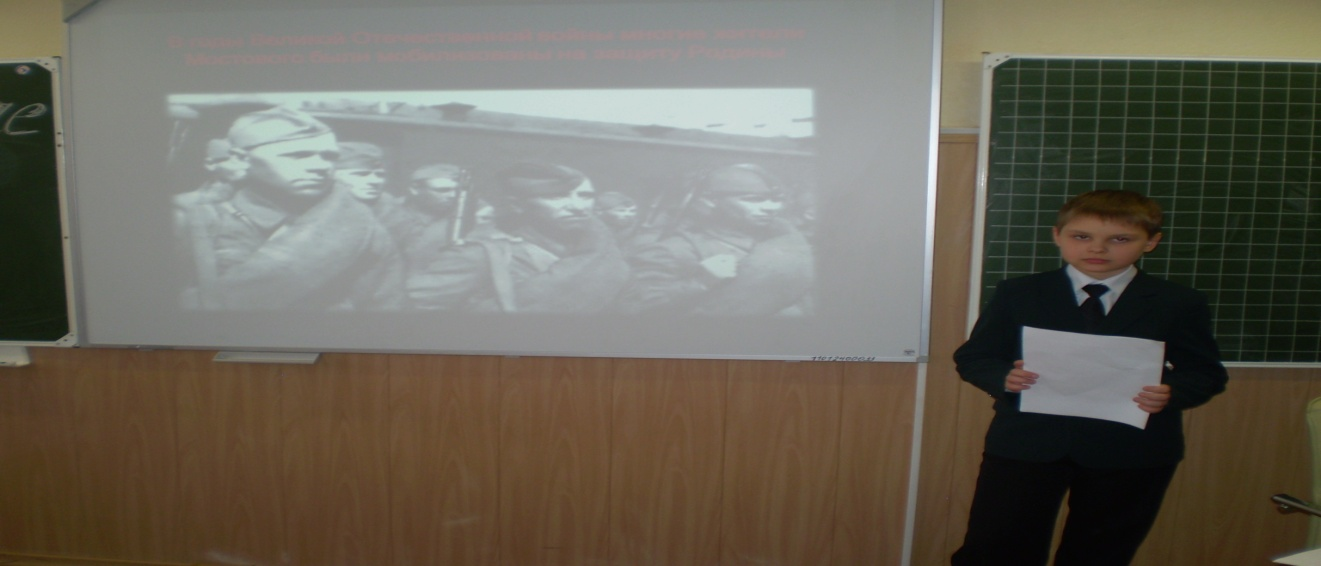 В годы Великой Отечественной войны многие жители
были мобилизованы на защиту Родины